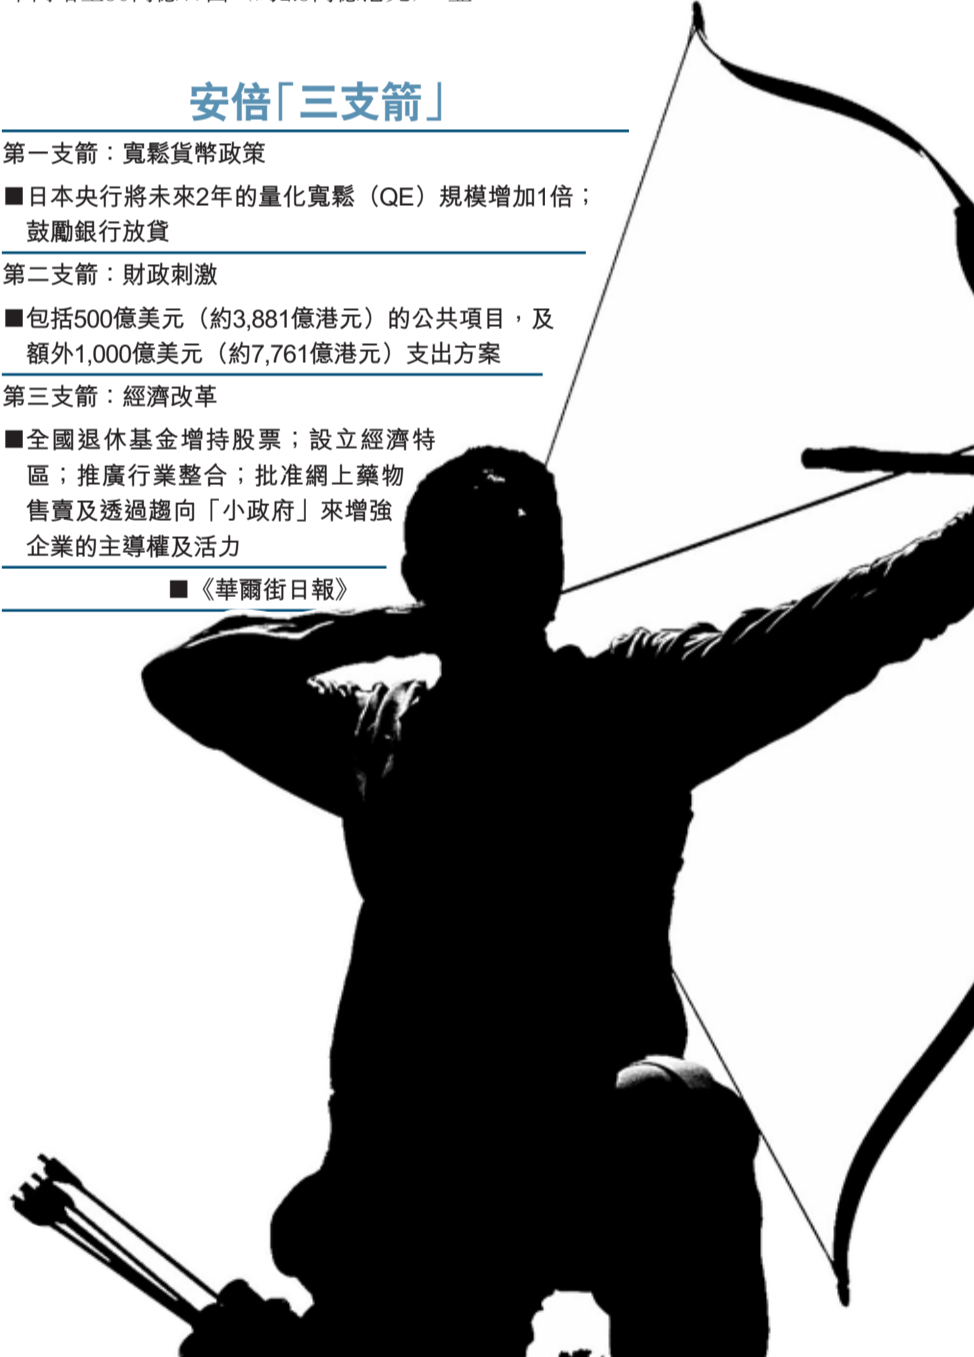 安倍「三支箭」
第一支箭：寬鬆貨幣政策
■日本央行將未來2年的量化寬鬆（QE）規模增加1倍；
鼓勵銀行放貸
第二支箭：財政刺激
■包括500億美元（約3,881億港元）的公共項目，及
額外1,000億美元（約7,761億港元）支出方案
第三支箭：經濟改革
■全國退休基金增持股票；設立經濟特
區；推廣行業整合；批准網上藥物
售賣及透過趨向「小政府」來增強
企業的主導權及活力
■《華爾街日報》